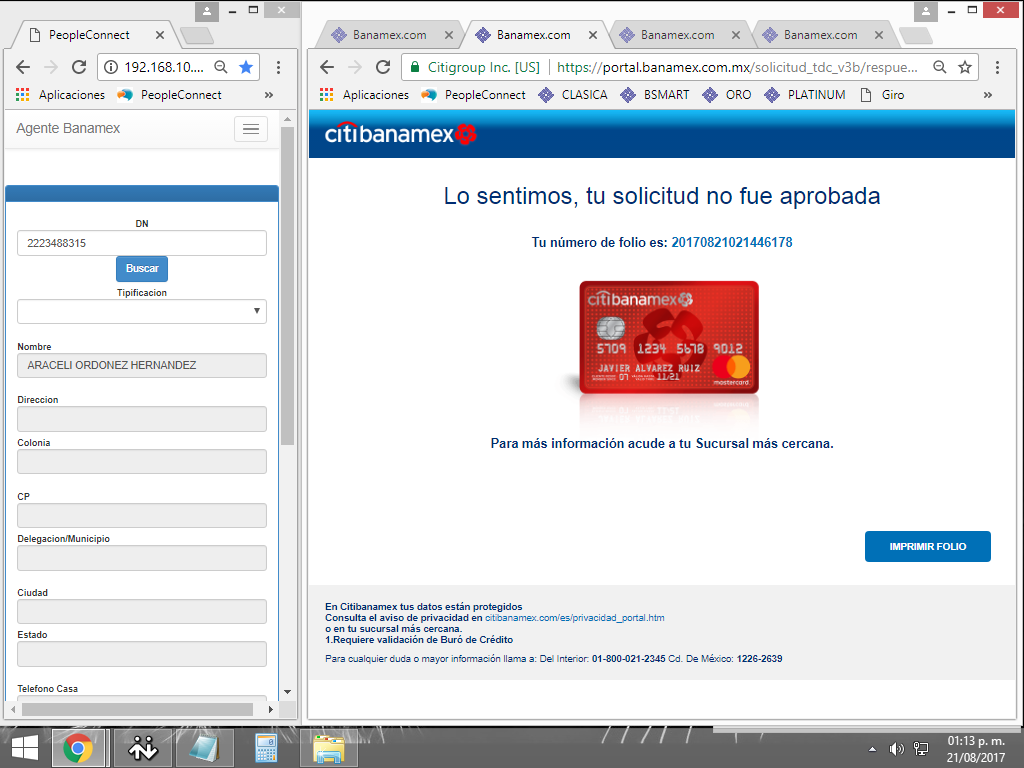 PeopleConnect
192.168.10....
Aplicaciones
PeopleConnect
»
Agente Banamex
DN
2223488315
Buscar
Tipificacion
Nombre
ARACELI ORDONEZ HERNANDEZ
Direccion
Colonia
CP
Delegacion/Municipio
Ciudad
Estado
Telefono Casa
Banamex.com
Banamex.com
Banamex.com
Banamex.com
Citigroup Inc. [US]
https://portal.banamex.com.mx/solicitud_tdc_v3b/respue...
Aplicaciones
PeopleConnect
CLASICA
BSMART
ORO
PLATINUM
Giro
»
citibanamex
Lo sentimos, tu solicitud no fue aprobada
Tu número de folio es: 20170821021446178
citibanamex
5709 1234 5678 9012
07 11/21
JAVIER ALVAREZ RUIZ
mastercard
Para más información acude a tu Sucursal más cercana.
IMPRIMIR FOLIO
En Citibanamex tus datos están protegidos
Consulta el aviso de privacidad en citibanamex.com/es/privacidad_portal.htm
o en tu sucursal más cercana.
1.Requiere validación de Buró de Crédito
Para cualquier duda o mayor información llama a: Del Interior: 01-800-021-2345 Cd. De México: 1226-2639
01:13 p. m.
21/08/2017